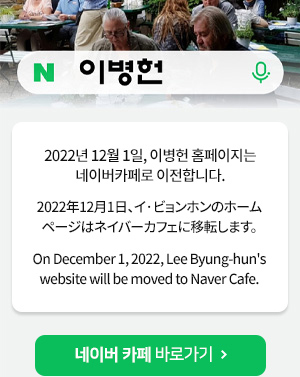 N 이병헌
2022년 12월 1일, 이병헌 홈페이지는
네이버카페로 이전합니다.
2022年12月1日、イ・ビョンホンのホーム
ページはネイバーカフェに移転します。
On December 1, 2022, Lee Byung-hun's
website will be moved to Naver Cafe.
네이버 카페 바로가기 >